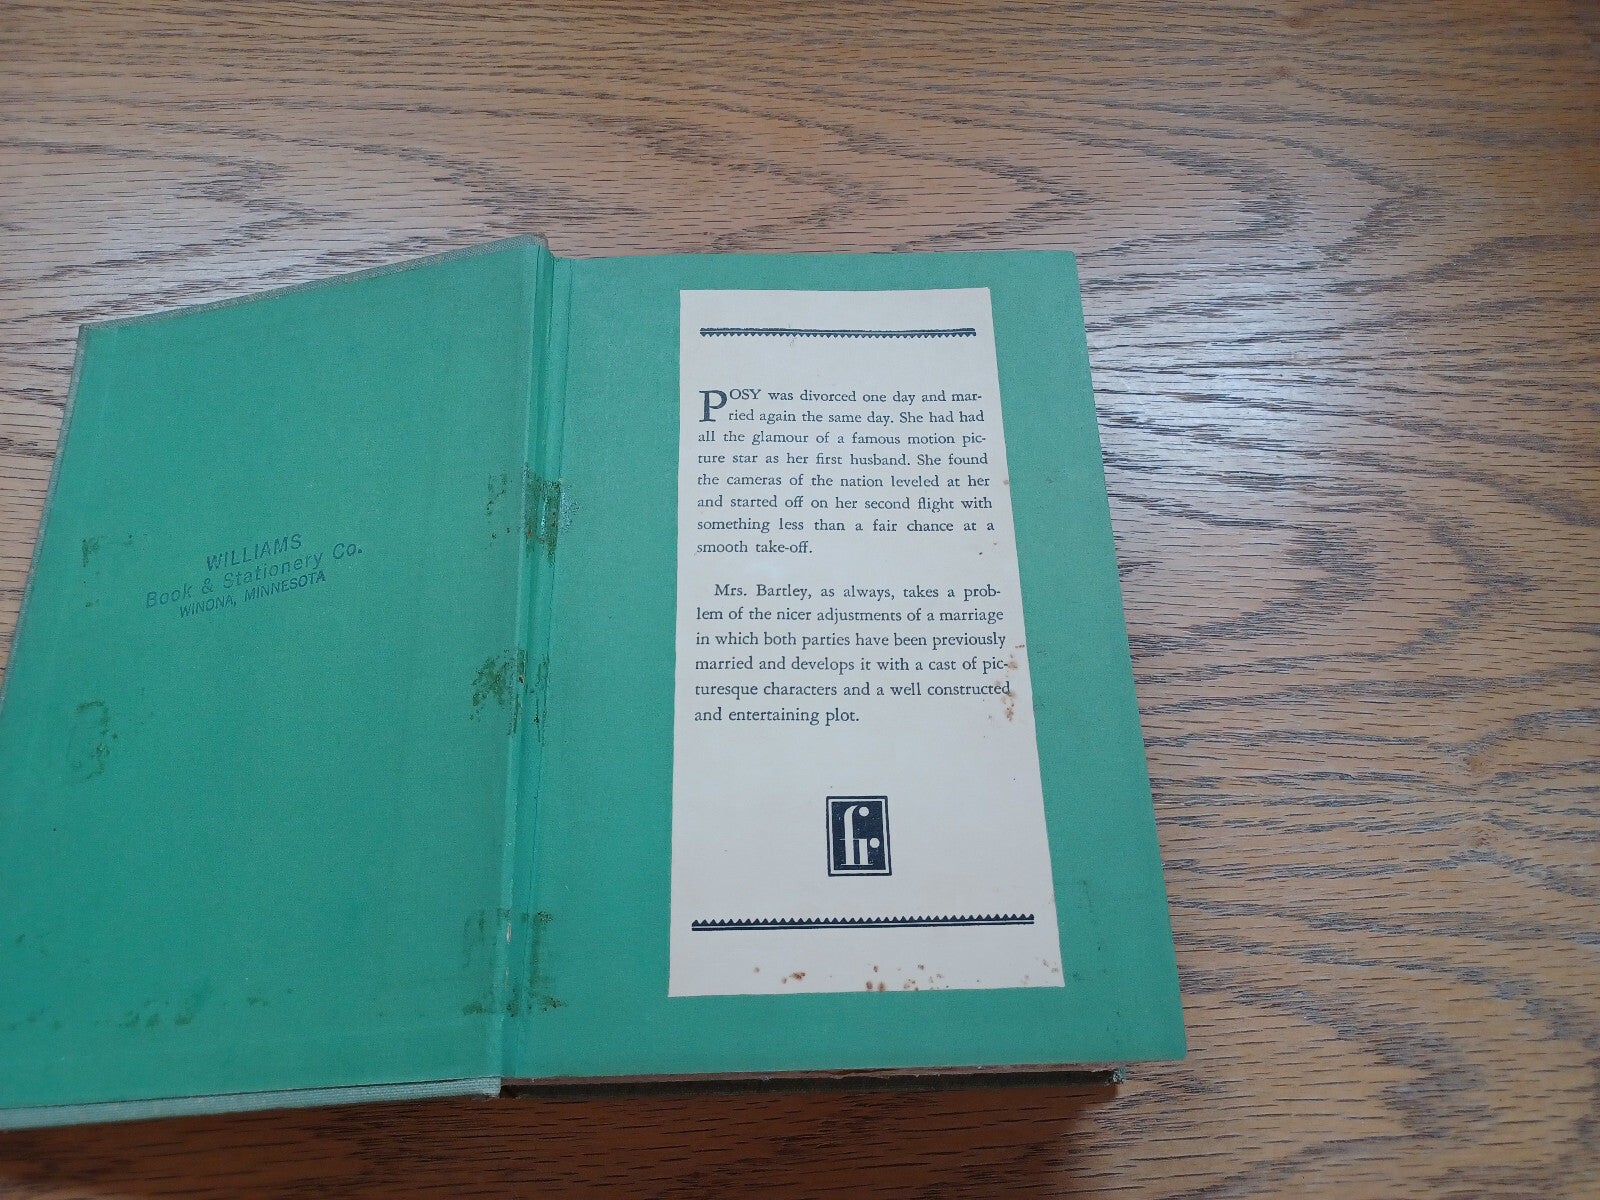 WILLIAMS
Book & Stationery Co.
WINONA, MINNESOTA
POSY was divorced one day and mar-
ried again the same day. She had had
all the glamour of a famous motion pic-
ture star as her first husband. She found
the cameras of the nation leveled at her
and started off on her second flight with
something less than a fair chance at a
smooth take-off.
Mrs. Bartley, as always, takes a prob-
lem of the nicer adjustments of a marriage
in which both parties have been previously
married and develops it with a cast of pic-
turesque characters and a well constructed
and entertaining plot.
fr